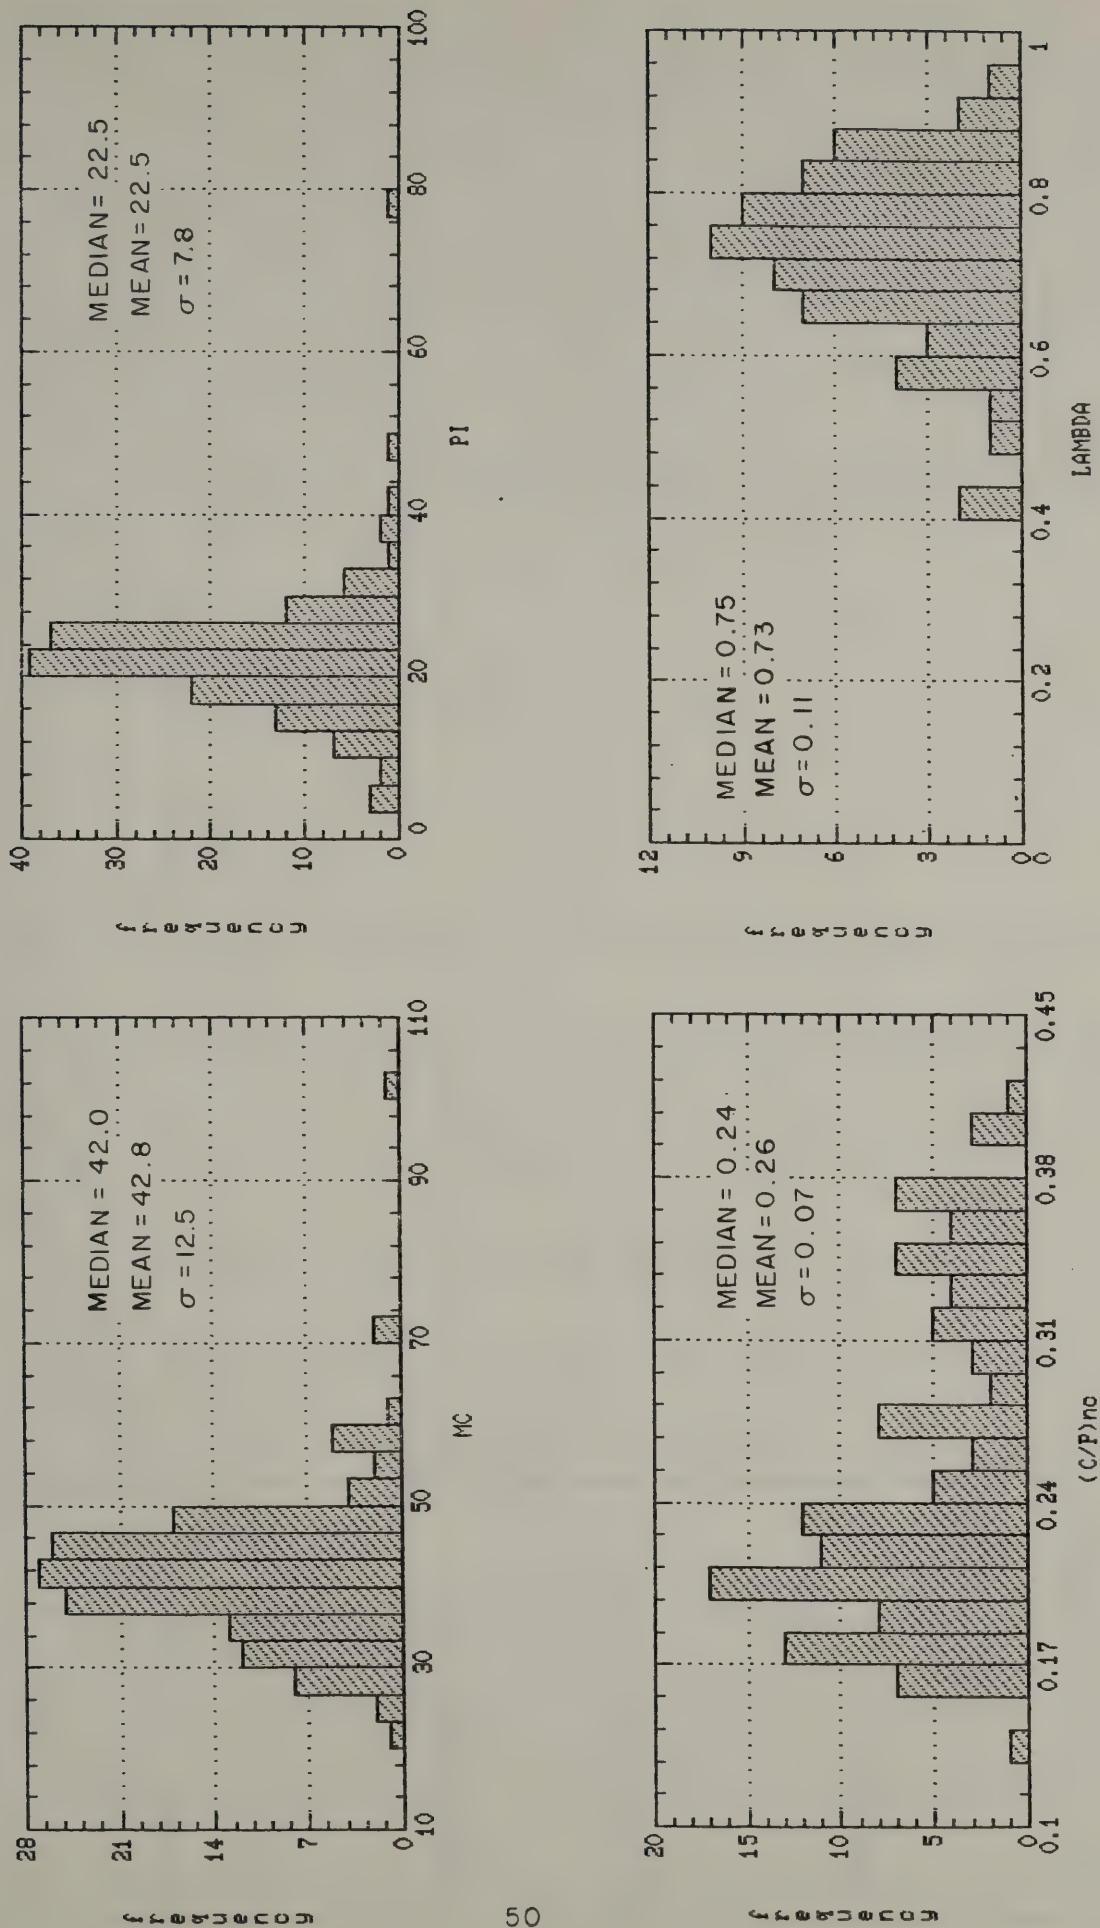 frequency
28
21
14
7
0
10
30
50
70
90
110
MC
MEDIAN = 42.0
MEAN = 42.8
σ = 12.5
frequency
40
30
20
10
0
0
20
40
60
80
100
PI
MEDIAN = 22.5
MEAN = 22.5
σ = 7.8
frequency
20
15
10
5
0
0.1
0.17
0.24
0.31
0.38
0.45
(C/P)nc
MEDIAN = 0.24
MEAN = 0.26
σ = 0.07
frequency
12
9
6
3
0
0
0.2
0.4
0.6
0.8
1
LAMBDA
MEDIAN = 0.75
MEAN = 0.73
σ = 0.11
50